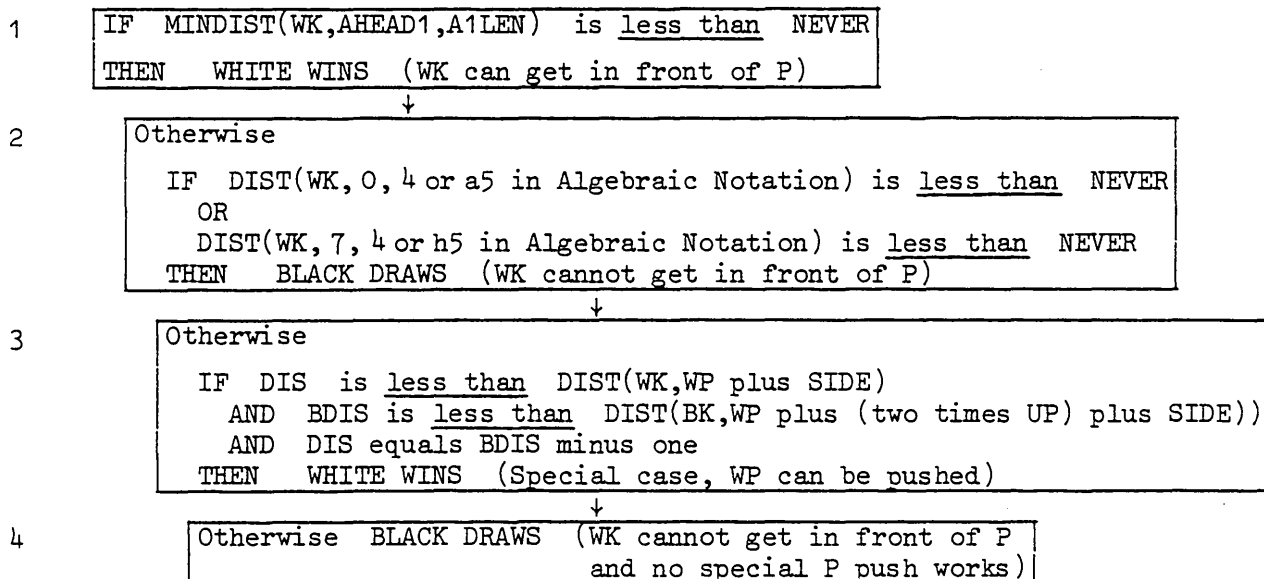 1 IF MINDIST(WK,AHEAD1,A1LEN) is less than NEVER
THEN WHITE WINS (WK can get in front of P)
↓
2 Otherwise
IF DIST(WK,0,4 or a5 in Algebraic Notation) is less than NEVER
OR
DIST(WK,7,4 or h5 in Algebraic Notation) is less than NEVER
THEN BLACK DRAWS (WK cannot get in front of P)
↓
3 Otherwise
IF DIS is less than DIST(WK,WP plus SIDE)
AND BDIS is less than DIST(BK,WP plus (two times UP) plus SIDE))
AND DIS equals BDIS minus one
THEN WHITE WINS (Special case, WP can be pushed)
↓
4 Otherwise BLACK DRAWS (WK cannot get in front of P
and no special P push works)